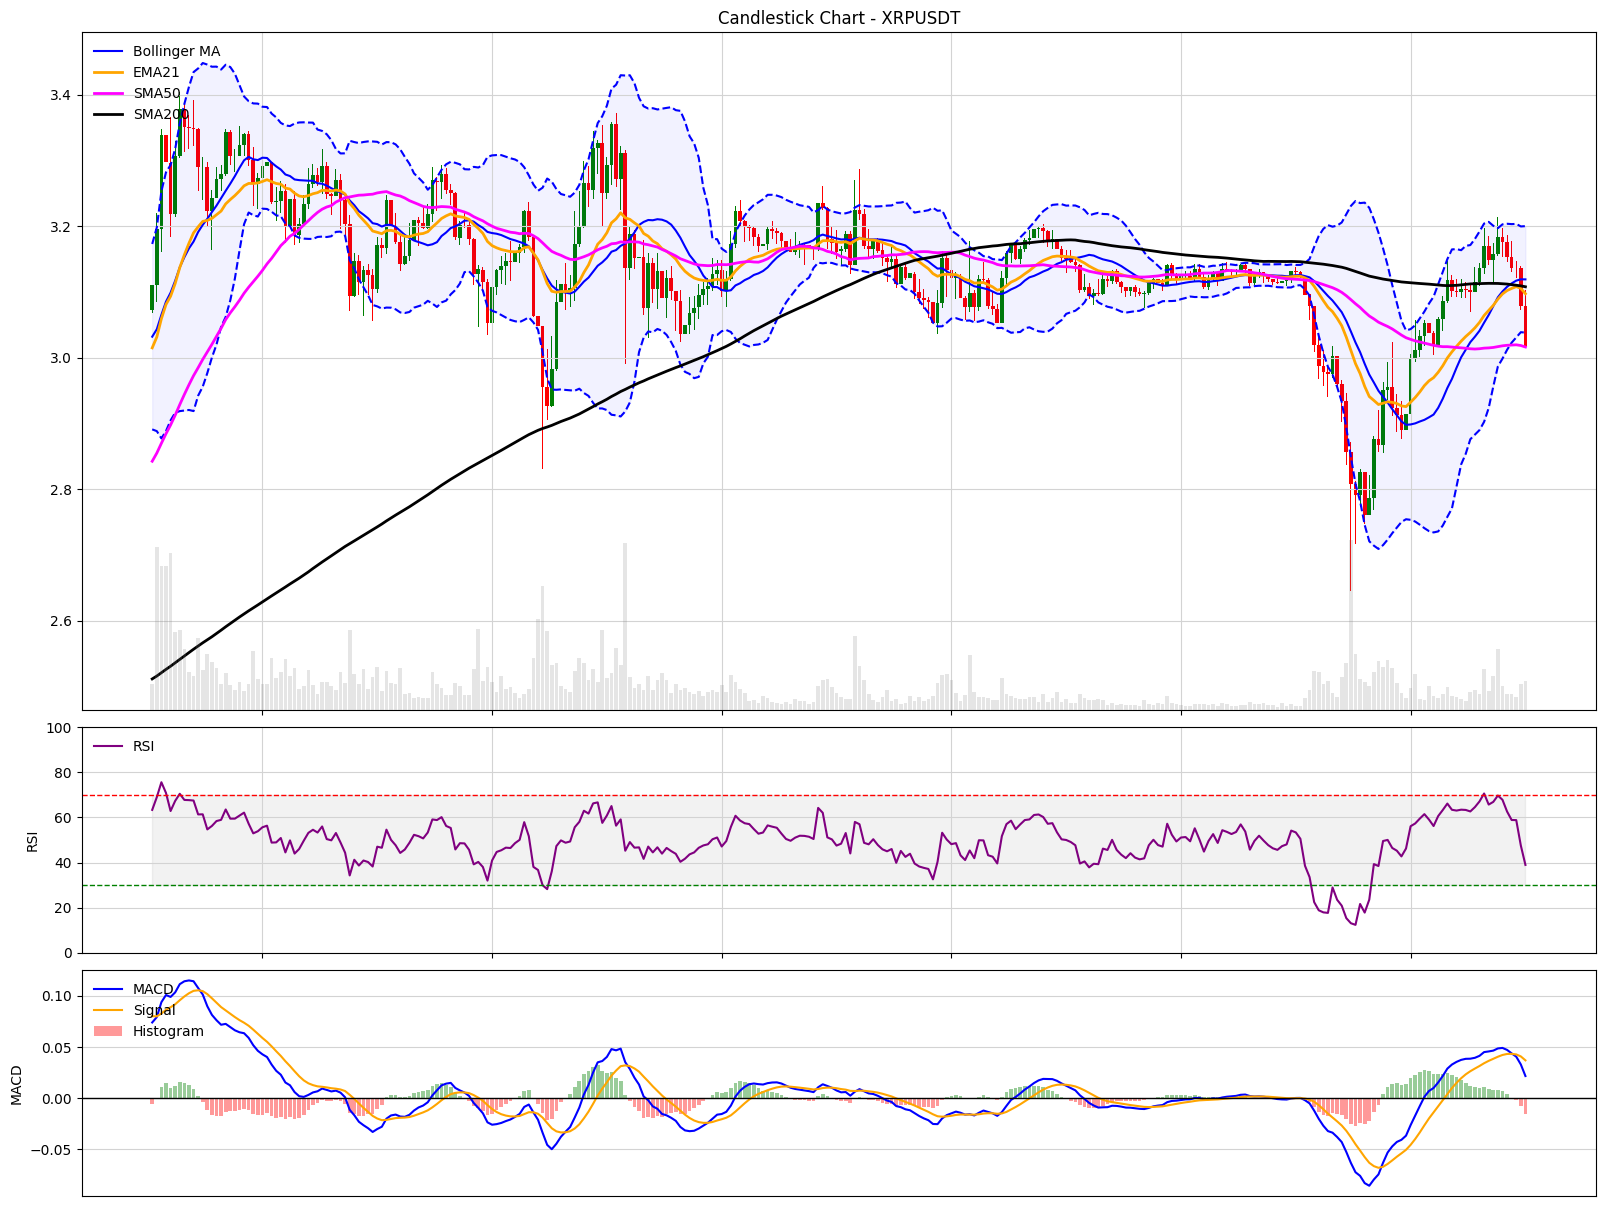 Candlestick Chart - XRPUSDT
Bollinger MA
EMA21
SMA50
SMA200
3.4
3.2
3.0
2.8
2.6
RSI
100
80
60
40
20
0
RSI
MACD
Signal
Histogram
0.10
0.05
0.00
−0.05
MACD